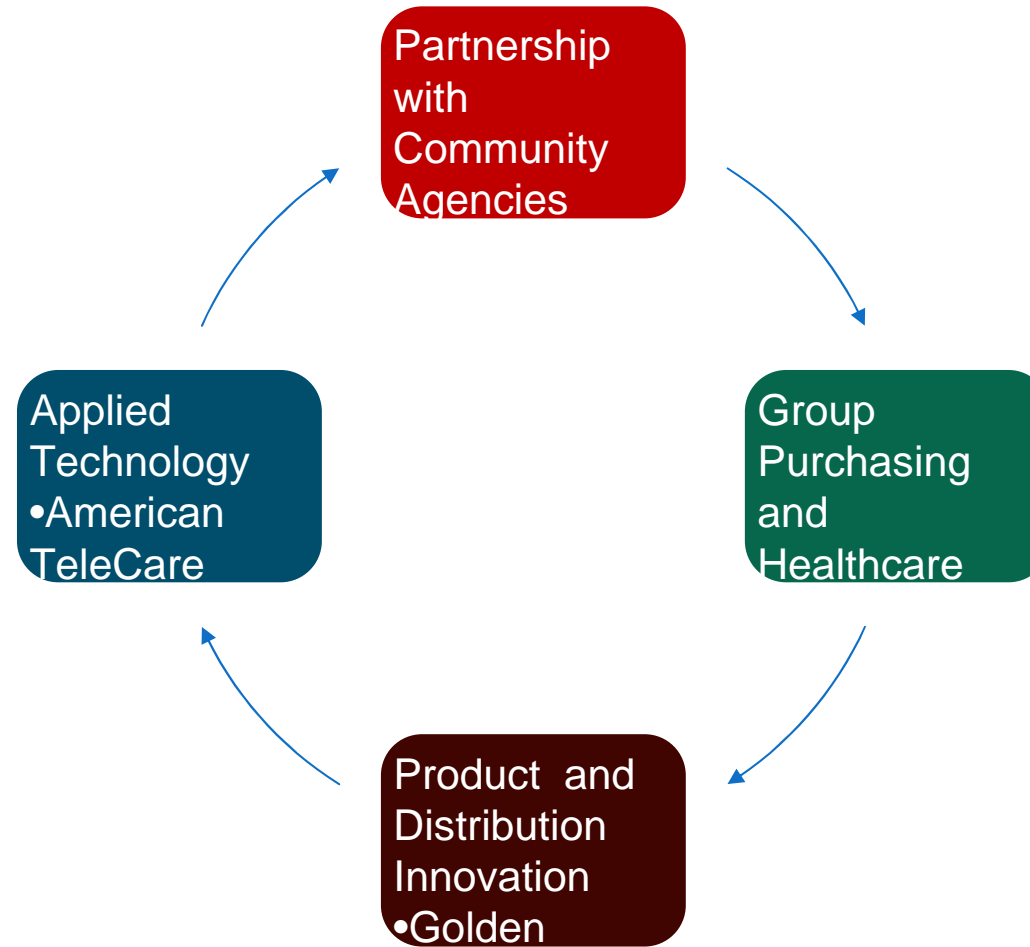 Partnership
with
Community
Agencies
Applied
Technology
•American
TeleCare
Group
Purchasing
and
Healthcare
Product and
Distribution
Innovation
•Golden